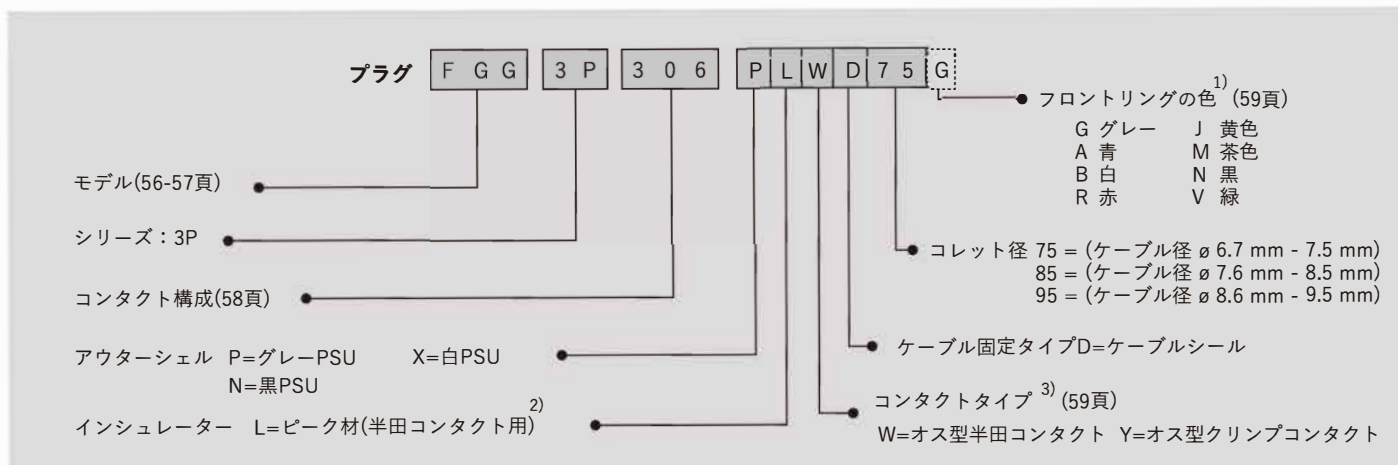 プラグ F G G 3 P 3 0 6 P L W D 7 5 G
フロントリングの色1) (59頁)
G グレー J 黄色
A 青 M 茶色
B 白 N 黒
R 赤 V 緑
モデル(56-57頁)
シリーズ：3P
コレット径 75 = (ケーブル径 ø 6.7 mm - 7.5 mm)
85 = (ケーブル径 ø 7.6 mm - 8.5 mm)
95 = (ケーブル径 ø 8.6 mm - 9.5 mm)
コンタクト構成(58頁)
アウターシェル P=グレーPSU X=白PSU
N=黒PSU
ケーブル固定タイプD=ケーブルシール
インシュレーター L=ピーク材(半田コンタクト用)2)
コンタクトタイプ 3) (59頁)
W=オス型半田コンタクト Y=オス型クリンプコンタクト